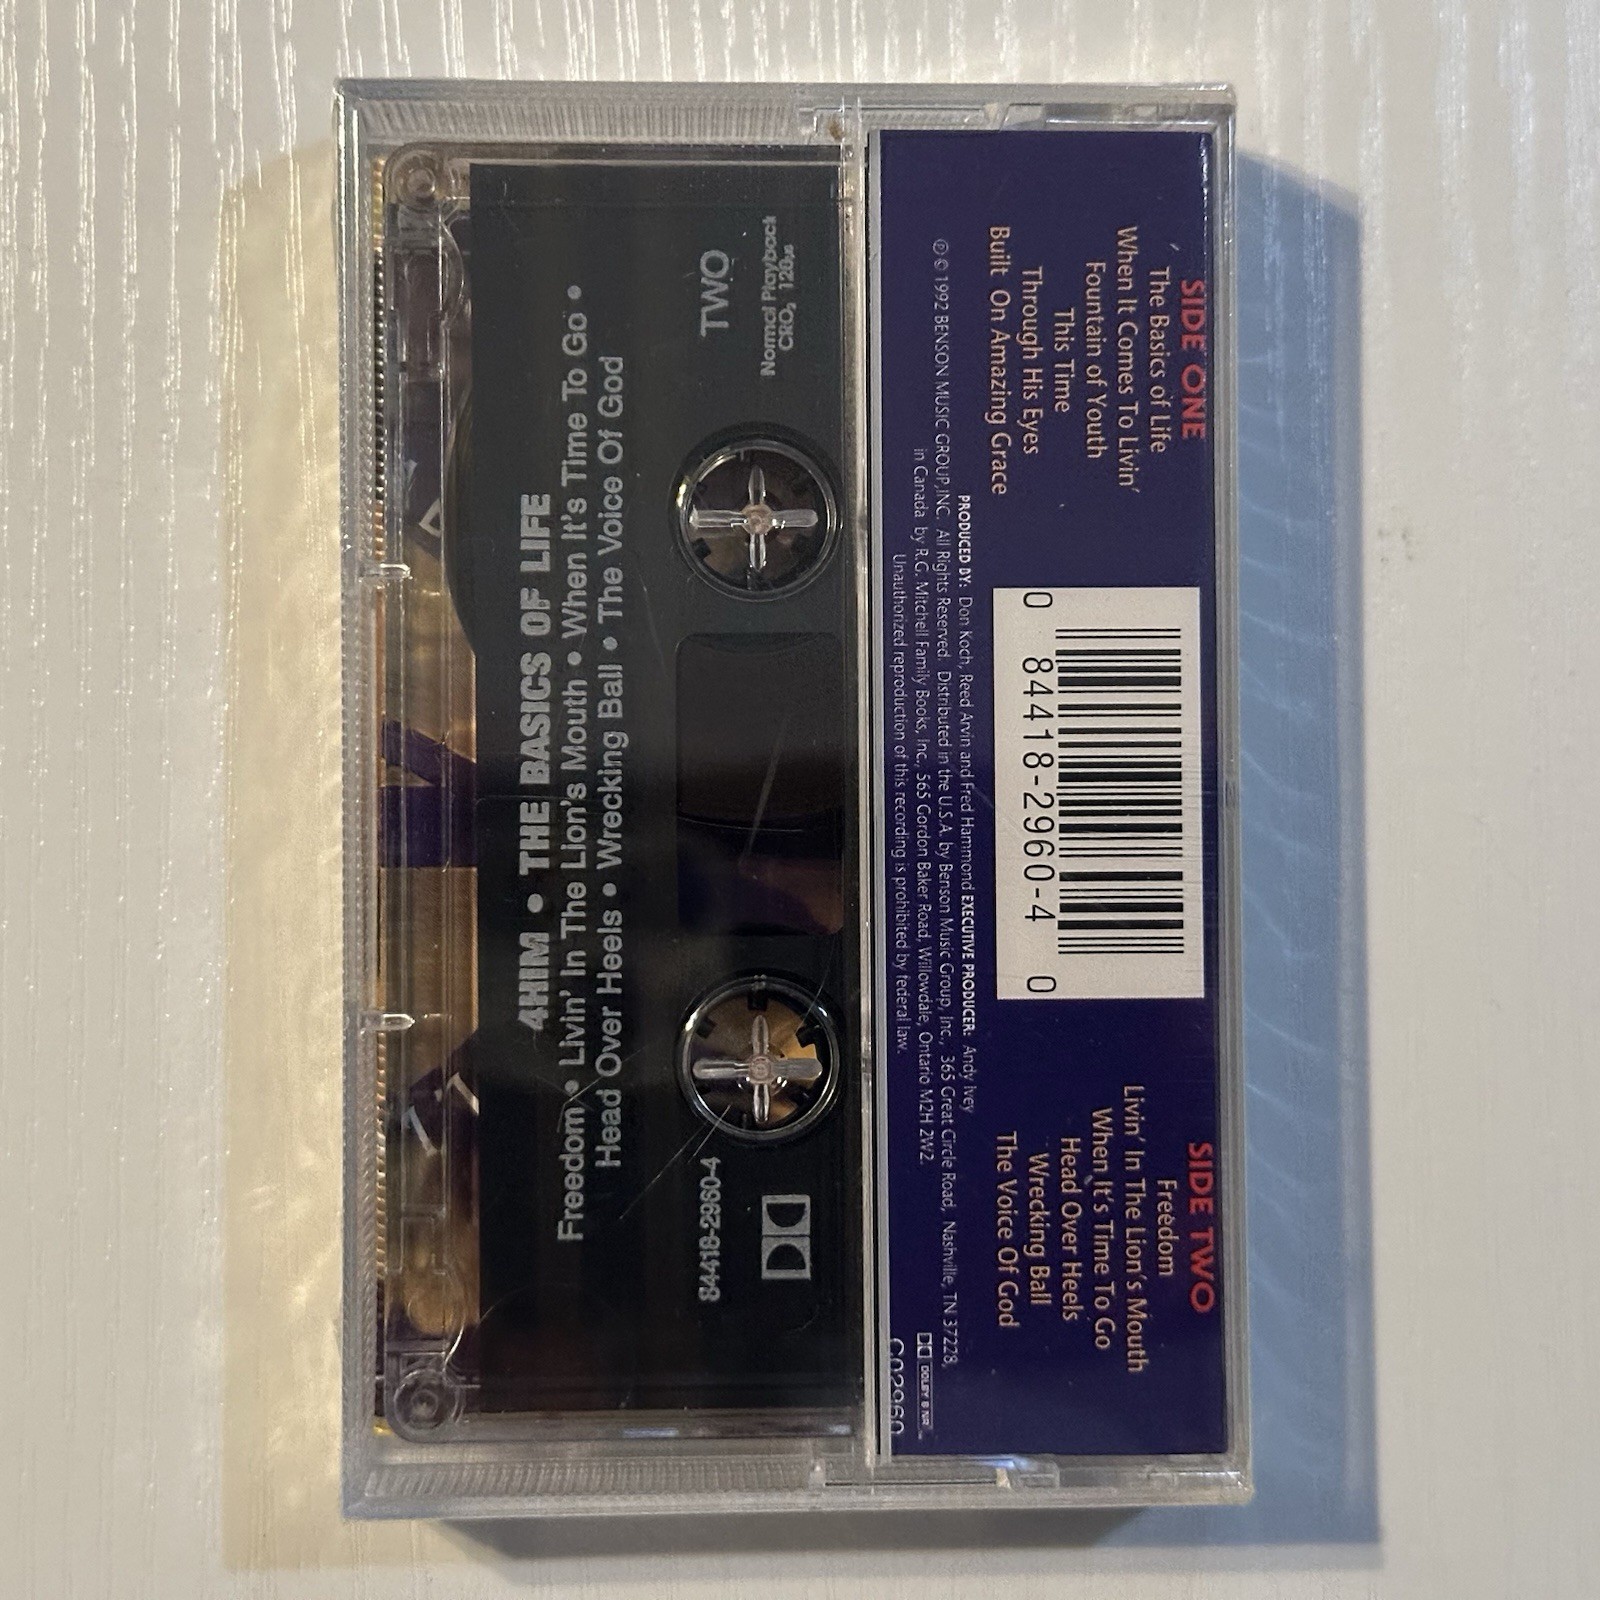 4HIM • THE BASICS OF LIFE
Freedom • Livin' In The Lion's Mouth • When It's Time To Go •
Head Over Heels • Wrecking Ball • The Voice Of God
TWO
Normal Playback
CrO₂ 120µs
84418-2960-4
SIDE ONE
The Basics of Life
When It Comes To Livin'
Fountain of Youth
This Time
Through His Eyes
Built On Amazing Grace
0 84418-2960-4 0
SIDE TWO
Freedom
Livin' In The Lion's Mouth
When It's Time To Go
Head Over Heels
Wrecking Ball
The Voice Of God
PRODUCED BY: Don Koch, Reed Arvin and Fred Hammond EXECUTIVE PRODUCER: Andy Ivey
℗ © 1992 BENSON MUSIC GROUP, INC. All Rights Reserved. Distributed in the U.S.A. by Benson Music Group, Inc., 365 Great Circle Road, Nashville, TN 37228,
in Canada by R.G. Mitchell Family Books, Inc., 565 Gordon Baker Road, Willowdale, Ontario M2H 2W2.
Unauthorized reproduction of this recording is prohibited by federal law.
DOLBY B NR
C02960